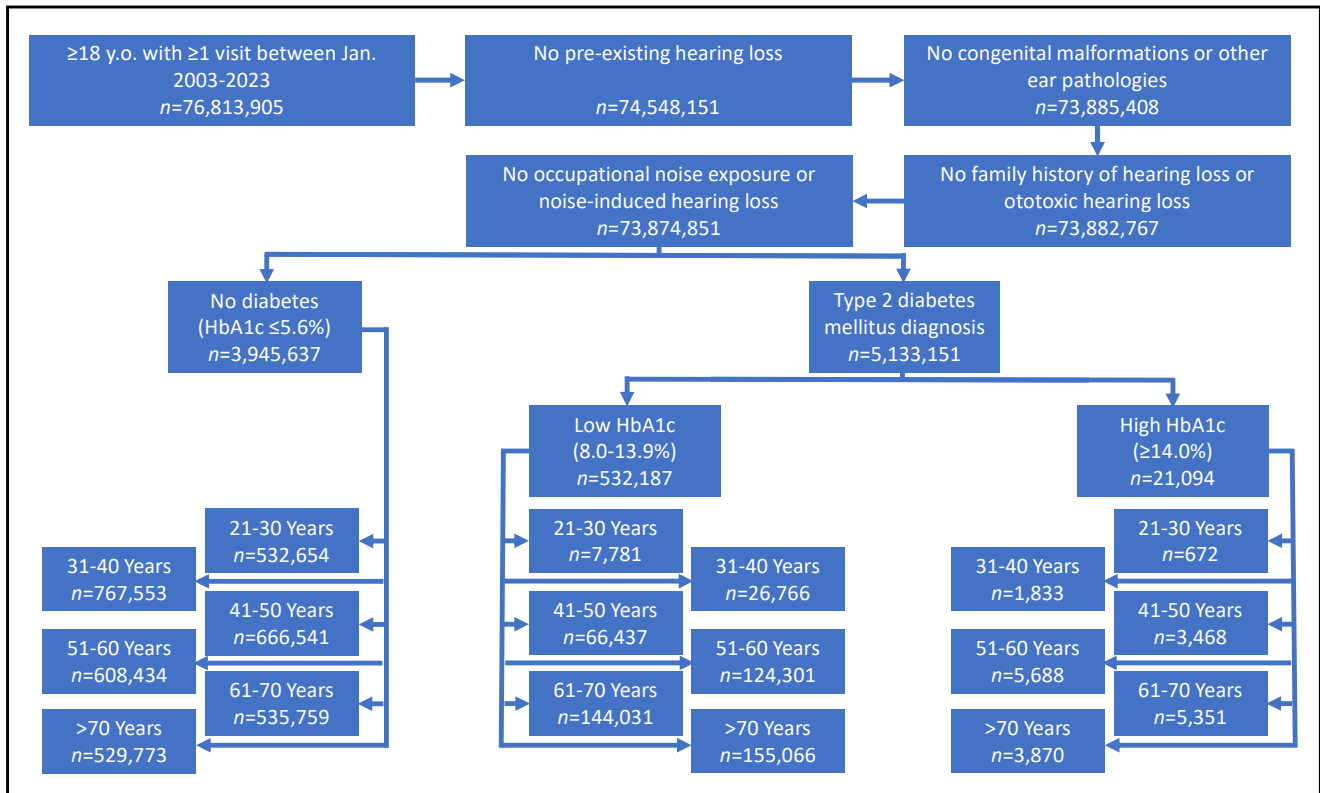 ≥18 y.o. with ≥1 visit between Jan.
2003-2023
n=76,813,905
No pre-existing hearing loss
n=74,548,151
No congenital malformations or other
ear pathologies
n=73,885,408
No family history of hearing loss or
ototoxic hearing loss
n=73,882,767
No occupational noise exposure or
noise-induced hearing loss
n=73,874,851
No diabetes
(HbA1c ≤5.6%)
n=3,945,637
Type 2 diabetes
mellitus diagnosis
n=5,133,151
Low HbA1c
(8.0-13.9%)
n=532,187
High HbA1c
(≥14.0%)
n=21,094
21-30 Years
n=532,654
31-40 Years
n=767,553
41-50 Years
n=666,541
51-60 Years
n=608,434
61-70 Years
n=535,759
>70 Years
n=529,773
21-30 Years
n=7,781
31-40 Years
n=26,766
41-50 Years
n=66,437
51-60 Years
n=124,301
61-70 Years
n=144,031
>70 Years
n=155,066
21-30 Years
n=672
31-40 Years
n=1,833
41-50 Years
n=3,468
51-60 Years
n=5,688
61-70 Years
n=5,351
>70 Years
n=3,870